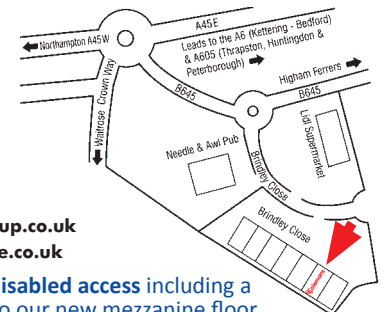 A45E
Northampton A45W
Leads to the A6 (Kettering - Bedford)
& A605 (Thrapston, Huntingdon &
Peterborough)
Higham Ferrers
B645
B645
Waitrose Crown Way
Lidl Supermarket
Needle & Awl Pub
Brindley Close
Brindley Close
up.co.uk
e.co.uk
isabled access including a
o our new mezzanine floor